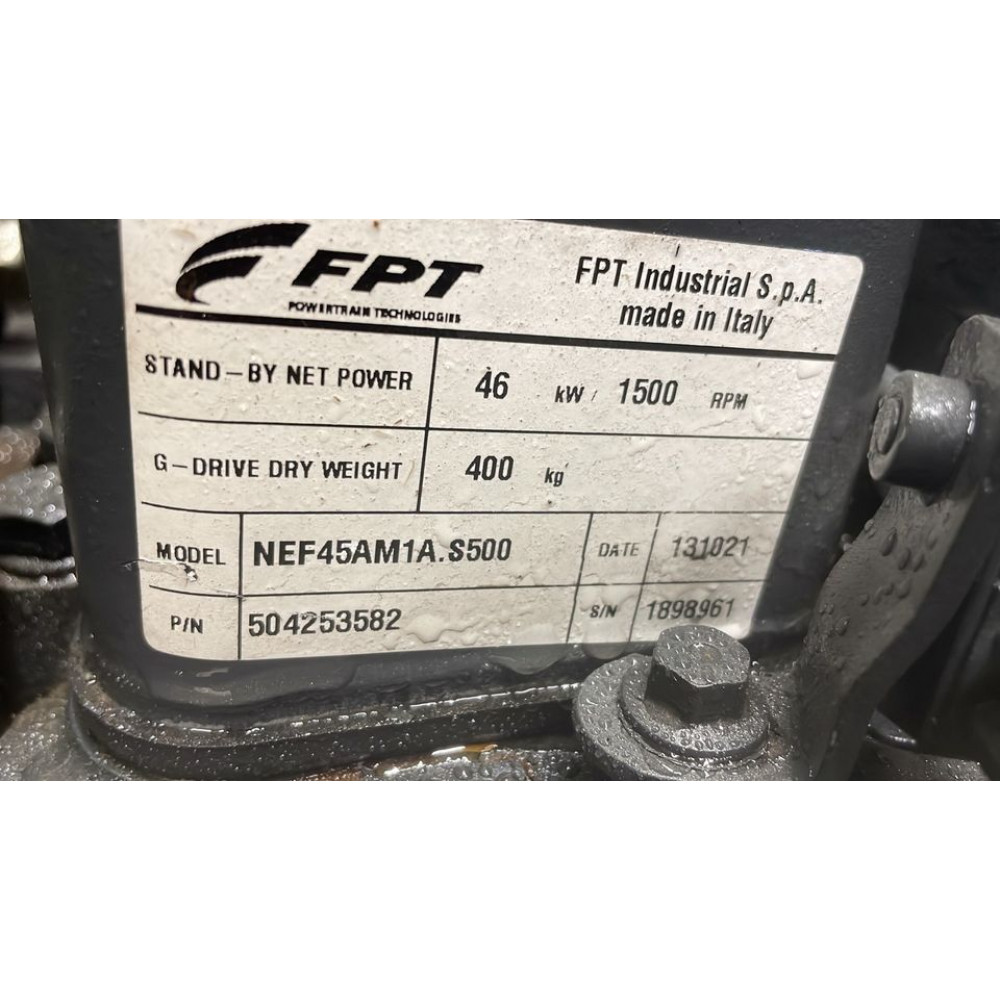 FPT
POWERTRAIN TECHNOLOGIES
FPT Industrial S.p.A.
made in Italy
STAND-BY NET POWER 46 kW/ 1500 RPM
G-DRIVE DRY WEIGHT 400 kg
MODEL NEF45AM1A.S500 DATE 131021
P/N 504253582 S/N 1898961